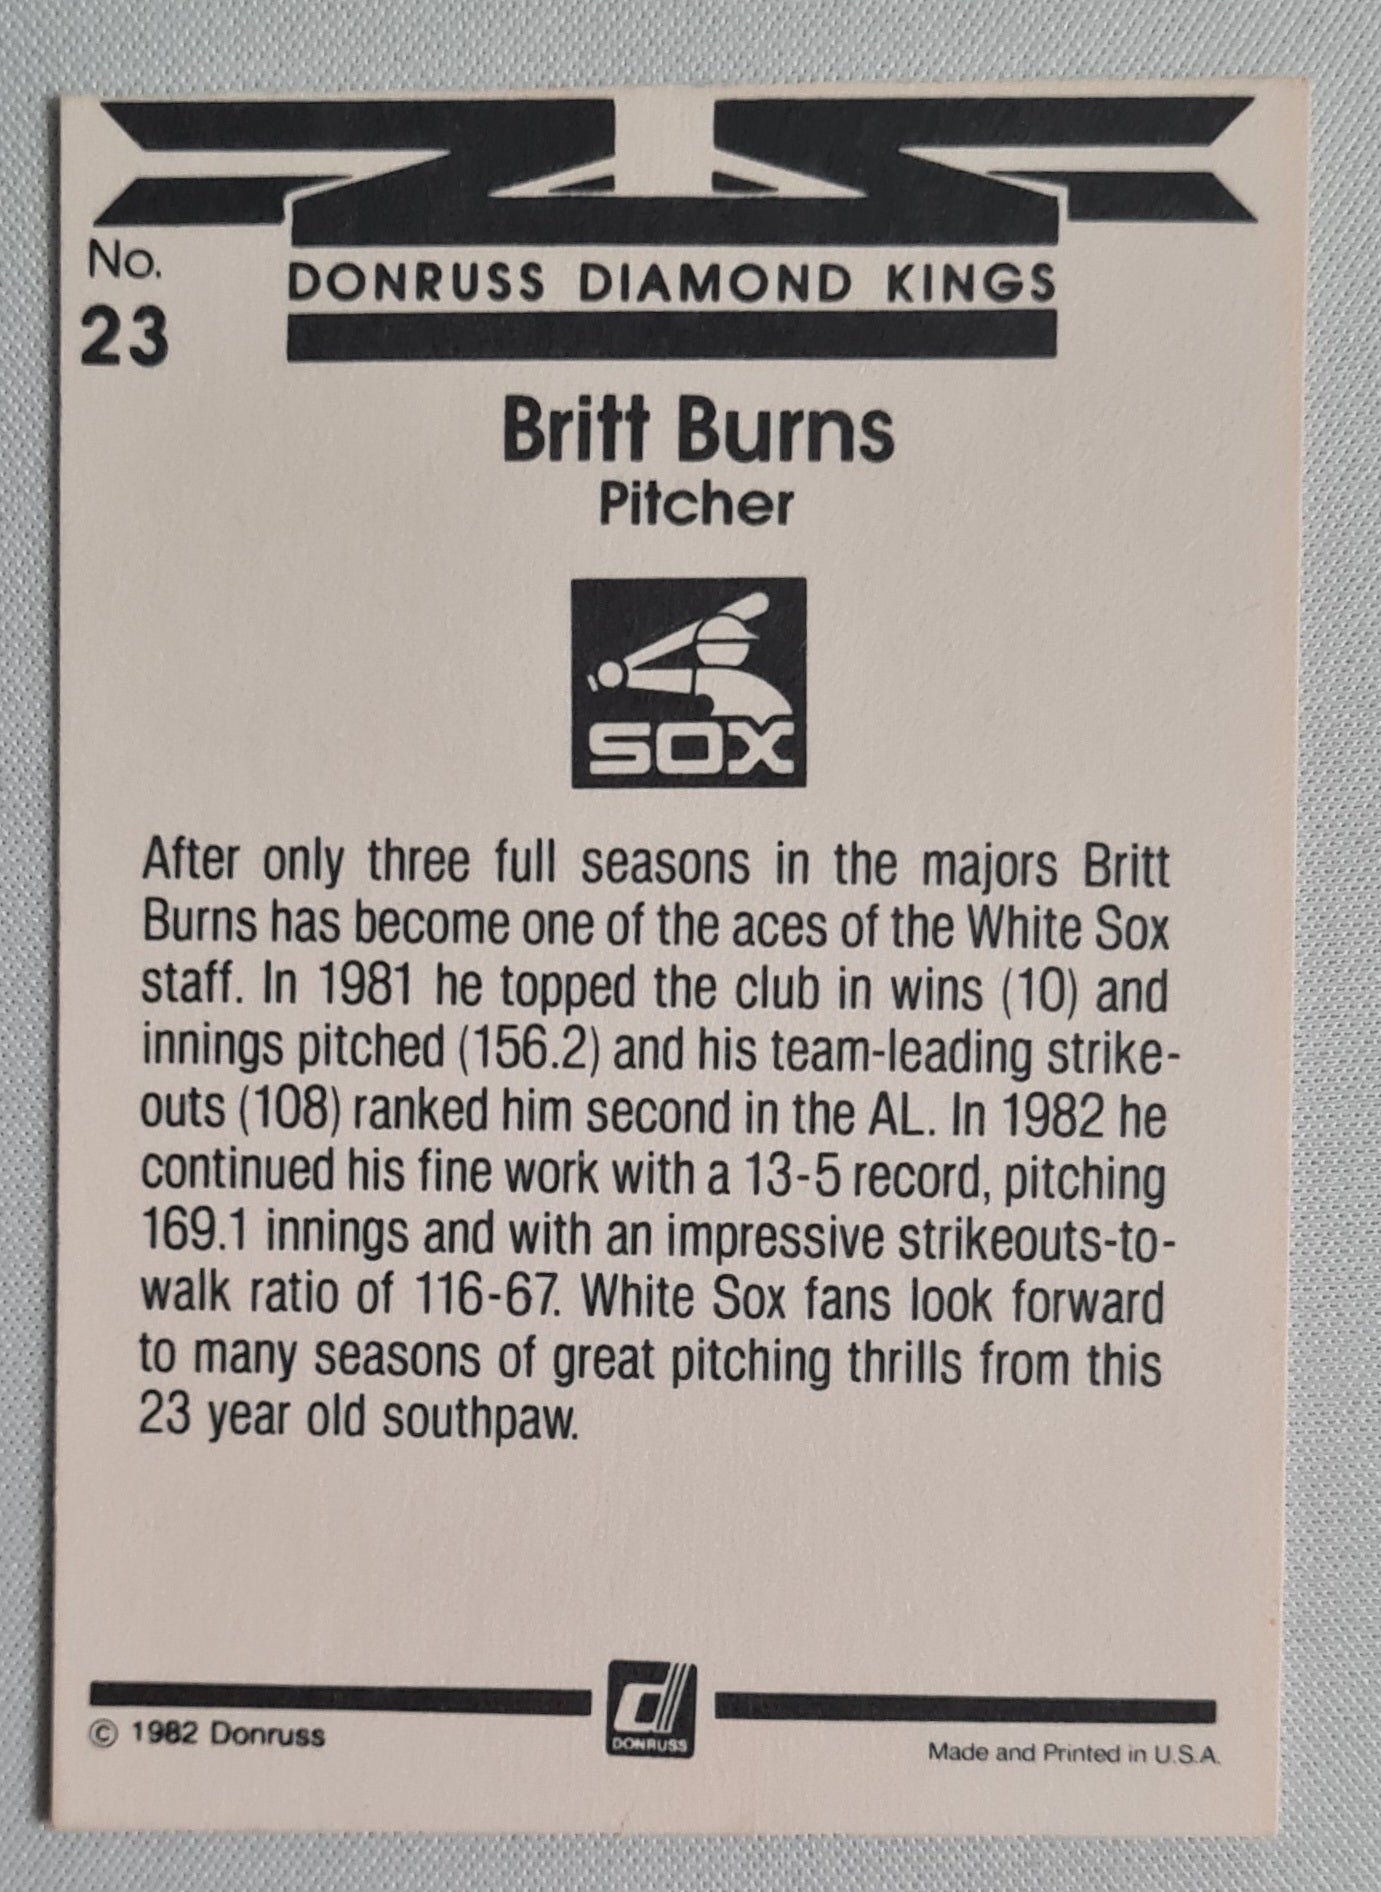 No.
23
DONRUSS DIAMOND KINGS
Britt Burns
Pitcher
SOX
After only three full seasons in the majors Britt
Burns has become one of the aces of the White Sox
staff. In 1981 he topped the club in wins (10) and
innings pitched (156.2) and his team-leading strike-
outs (108) ranked him second in the AL. In 1982 he
continued his fine work with a 13-5 record, pitching
169.1 innings and with an impressive strikeouts-to-
walk ratio of 116-67. White Sox fans look forward
to many seasons of great pitching thrills from this
23 year old southpaw.
d
DONRUSS
© 1982 Donruss
Made and Printed in U.S.A.